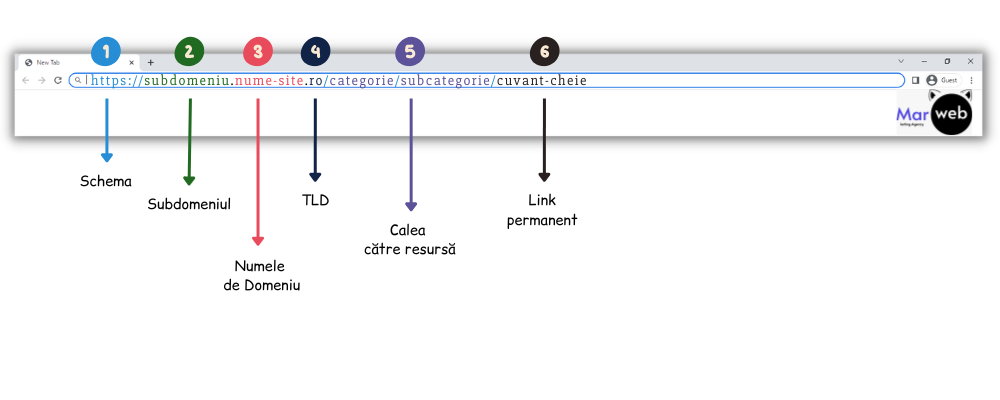 1 2 3 4 5 6
New Tab
https://subdomeniu.nume-site.ro/categorie/subcategorie/cuvant-cheie
Guest
Mar web
Schema
Subdomeniul
TLD
Link
permanent
Calea
către resursă
Numele
de Domeniu